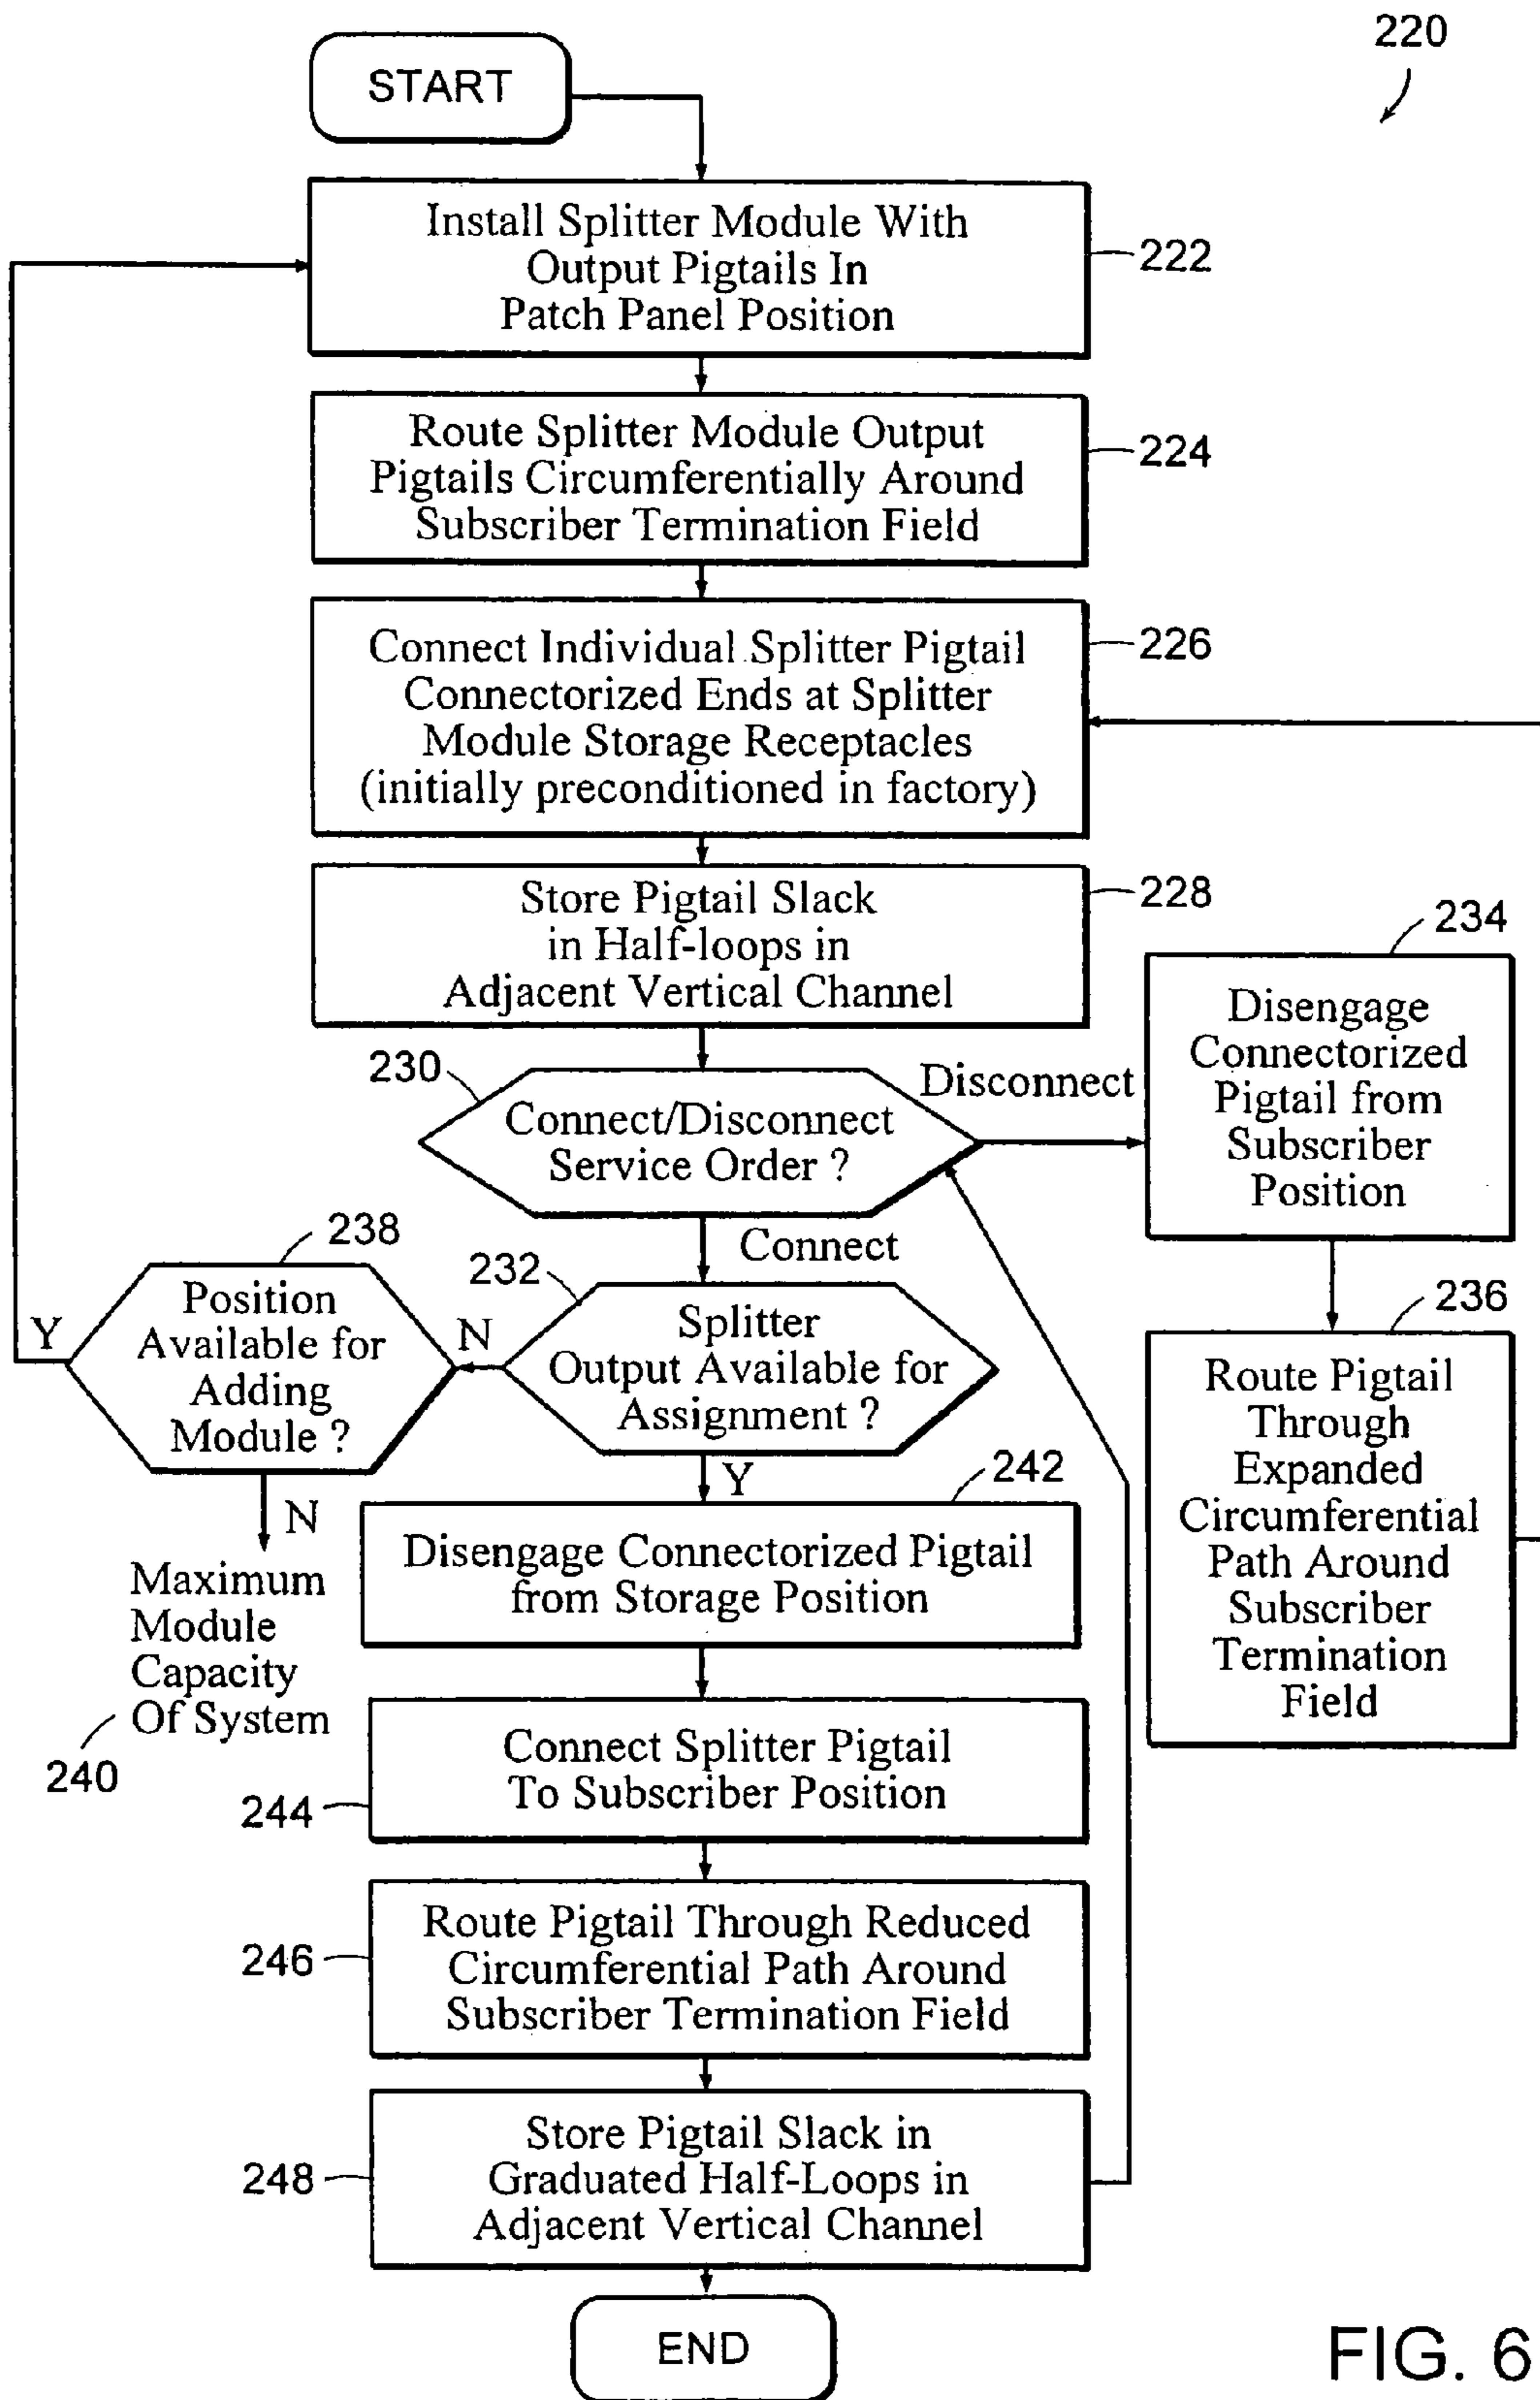 220
START
Install Splitter Module With
Output Pigtails In
Patch Panel Position
222
Route Splitter Module Output
Pigtails Circumferentially Around
Subscriber Termination Field
224
Connect Individual Splitter Pigtail
Connectorized Ends at Splitter
Module Storage Receptacles
(initially preconditioned in factory)
226
Store Pigtail Slack
in Half-loops in
Adjacent Vertical Channel
228
230
Connect/Disconnect
Service Order ?
Disconnect
Connect
234
Disengage
Connectorized
Pigtail from
Subscriber
Position
236
Route Pigtail
Through
Expanded
Circumferential
Path Around
Subscriber
Termination
Field
232
Splitter
Output Available for
Assignment ?
N
Y
238
Position
Available for
Adding
Module ?
Y
N
Maximum
Module
Capacity
Of System
240
242
Disengage Connectorized Pigtail
from Storage Position
Connect Splitter Pigtail
To Subscriber Position
244
Route Pigtail Through Reduced
Circumferential Path Around
Subscriber Termination Field
246
Store Pigtail Slack in
Graduated Half-Loops in
Adjacent Vertical Channel
248
END
FIG. 6